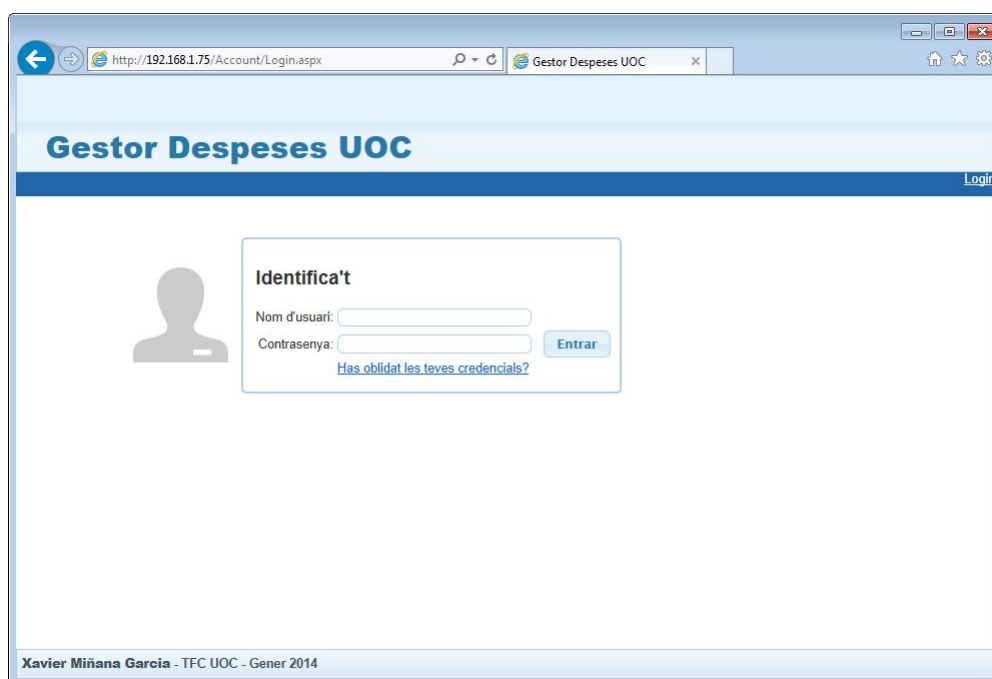 http://192.168.1.75/Account/Login.aspx
Gestor Despeses UOC
Gestor Despeses UOC
Login
Identifica't
Nom d'usuari:
Contrasenya:
Entrar
Has oblidat les teves credencials?
Xavier Miñana Garcia - TFC UOC - Gener 2014